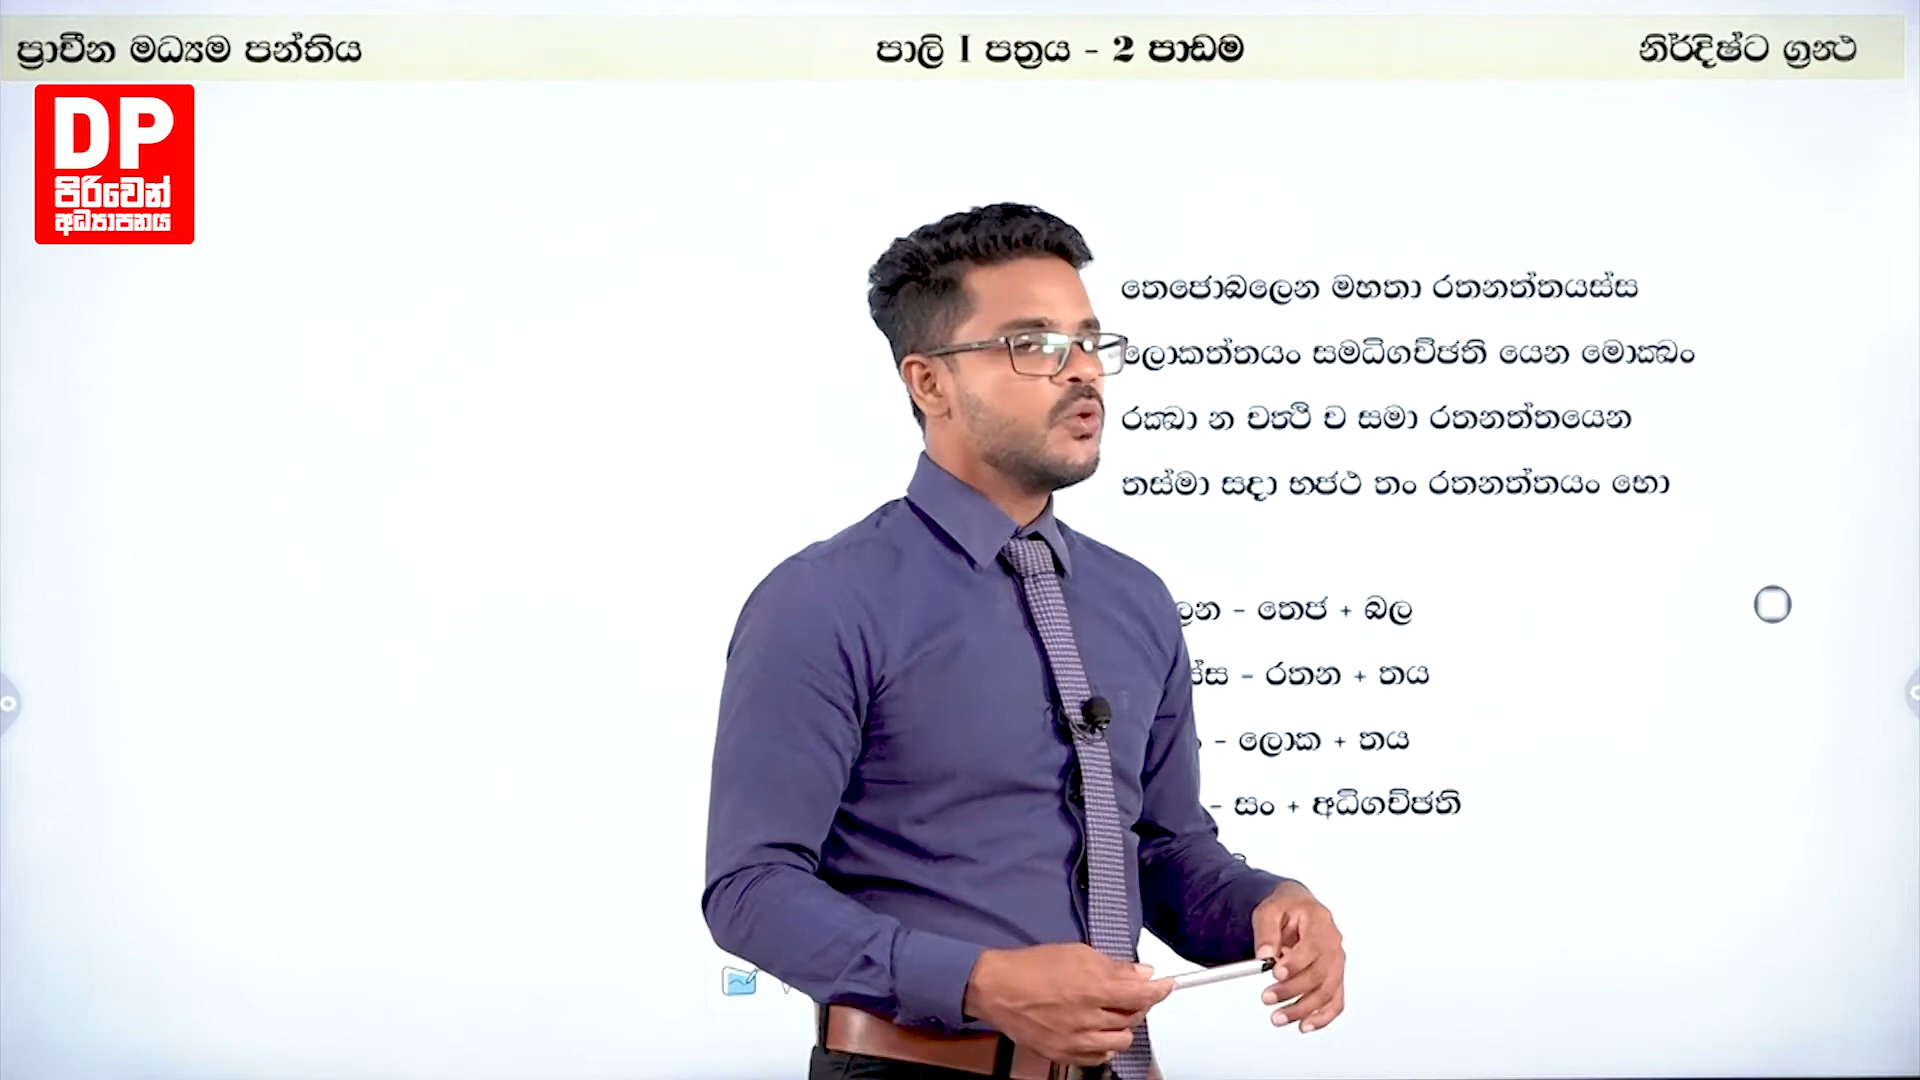 ප්‍රාචීන මධ්‍යම පන්තිය
පාලි I පත්‍රය - 2 පාඩම
නිර්දිෂ්ට ග්‍රන්ථ
DP
පිරිවෙන්
අධ්‍යාපනය
තෙජොබලෙන මහතා රතනත්තයස්ස
ලොකත්තයං සමධිගච්ඡති යෙන මොක්ඛං
රක්ඛා න චත්ථි ච සමා රතනත්තයෙන
තස්මා සදා භජථ තං රතනත්තයං භො
- තෙජ + බල
- රතන + තය
- ලොක + තය
- සං + අධිගච්ඡති